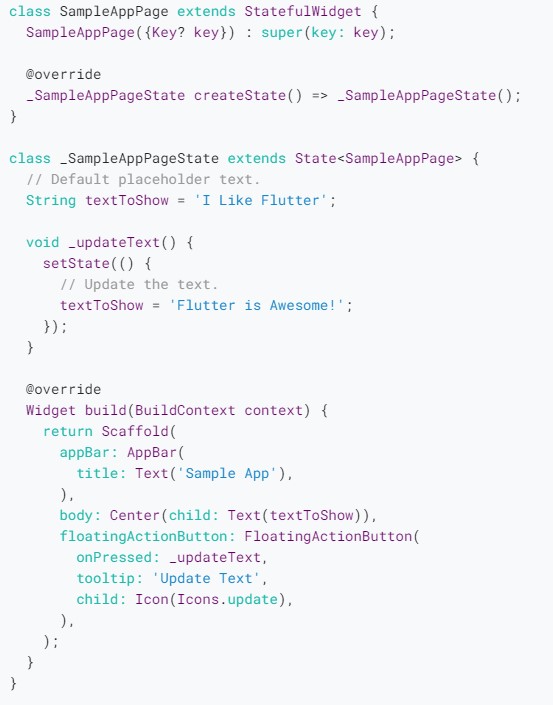 class SampleAppPage extends StatefulWidget {
  SampleAppPage({Key? key}) : super(key: key);

  @override
  _SampleAppPageState createState() => _SampleAppPageState();
}

class _SampleAppPageState extends State<SampleAppPage> {
  // Default placeholder text.
  String textToShow = 'I Like Flutter';

  void _updateText() {
    setState(() {
      // Update the text.
      textToShow = 'Flutter is Awesome!';
    });
  }

  @override
  Widget build(BuildContext context) {
    return Scaffold(
      appBar: AppBar(
        title: Text('Sample App'),
      ),
      body: Center(child: Text(textToShow)),
      floatingActionButton: FloatingActionButton(
        onPressed: _updateText,
        tooltip: 'Update Text',
        child: Icon(Icons.update),
      ),
    );
  }
}